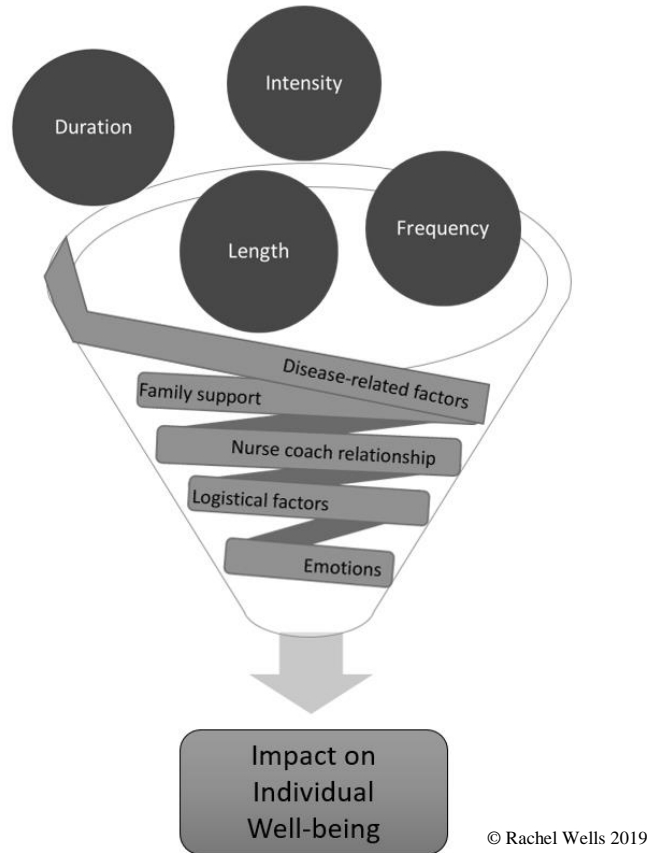 Intensity
Duration
Frequency
Length
Disease-related factors
Family support
Nurse coach relationship
Logistical factors
Emotions
Impact on
Individual
Well-being
© Rachel Wells 2019